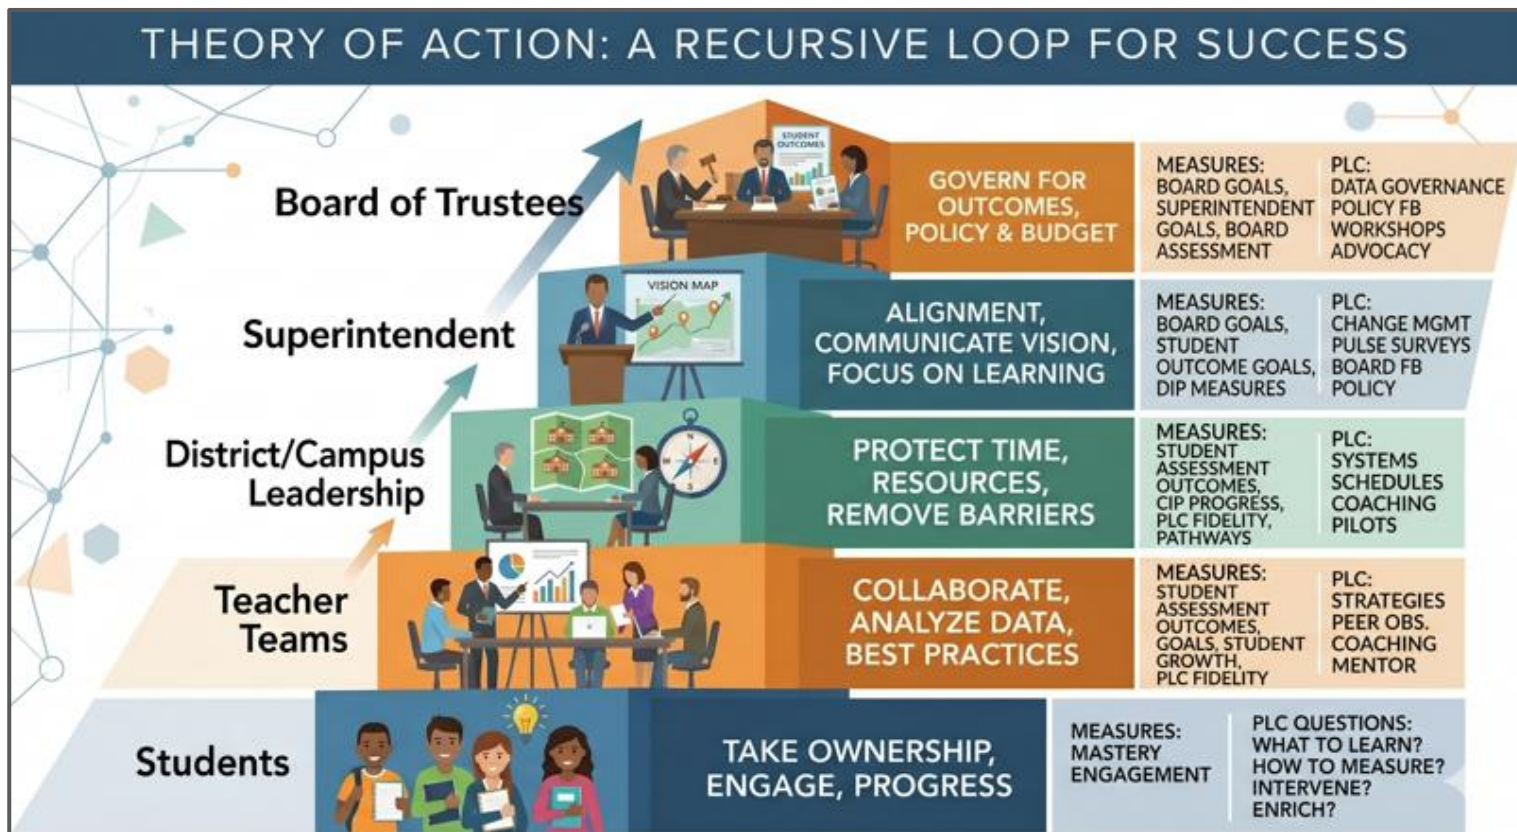 THEORY OF ACTION: A RECURSIVE LOOP FOR SUCCESS
Board of Trustees
STUDENT
OUTCOMES
GOVERN FOR
OUTCOMES,
POLICY & BUDGET
MEASURES:
BOARD GOALS,
SUPERINTENDENT
GOALS, BOARD
ASSESSMENT
PLC:
DATA GOVERNANCE
POLICY FB
WORKSHOPS
ADVOCACY
Superintendent
VISION MAP
ALIGNMENT,
COMMUNICATE VISION,
FOCUS ON LEARNING
MEASURES:
BOARD GOALS,
STUDENT
OUTCOME GOALS,
DIP MEASURES
PLC:
CHANGE MGMT
PULSE SURVEYS
BOARD FB
POLICY
District/Campus
Leadership
N
E
S
W
PROTECT TIME,
RESOURCES,
REMOVE BARRIERS
MEASURES:
STUDENT
ASSESSMENT
OUTCOMES,
CIP PROGRESS,
PLC FIDELITY,
PATHWAYS
PLC:
SYSTEMS
SCHEDULES
COACHING
PILOTS
Teacher
Teams
COLLABORATE,
ANALYZE DATA,
BEST PRACTICES
MEASURES:
STUDENT
ASSESSMENT
OUTCOMES,
GOALS, STUDENT
GROWTH,
PLC FIDELITY
PLC:
STRATEGIES
PEER OBS.
COACHING
MENTOR
Students
TAKE OWNERSHIP,
ENGAGE, PROGRESS
MEASURES:
MASTERY
ENGAGEMENT
PLC QUESTIONS:
WHAT TO LEARN?
HOW TO MEASURE?
INTERVENE?
ENRICH?